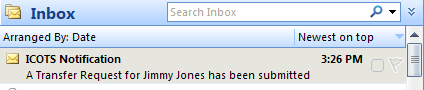 Inbox Search Inbox
Arranged By: Date Newest on top
ICOTS Notification 3:26 PM
A Transfer Request for Jimmy Jones has been submitted